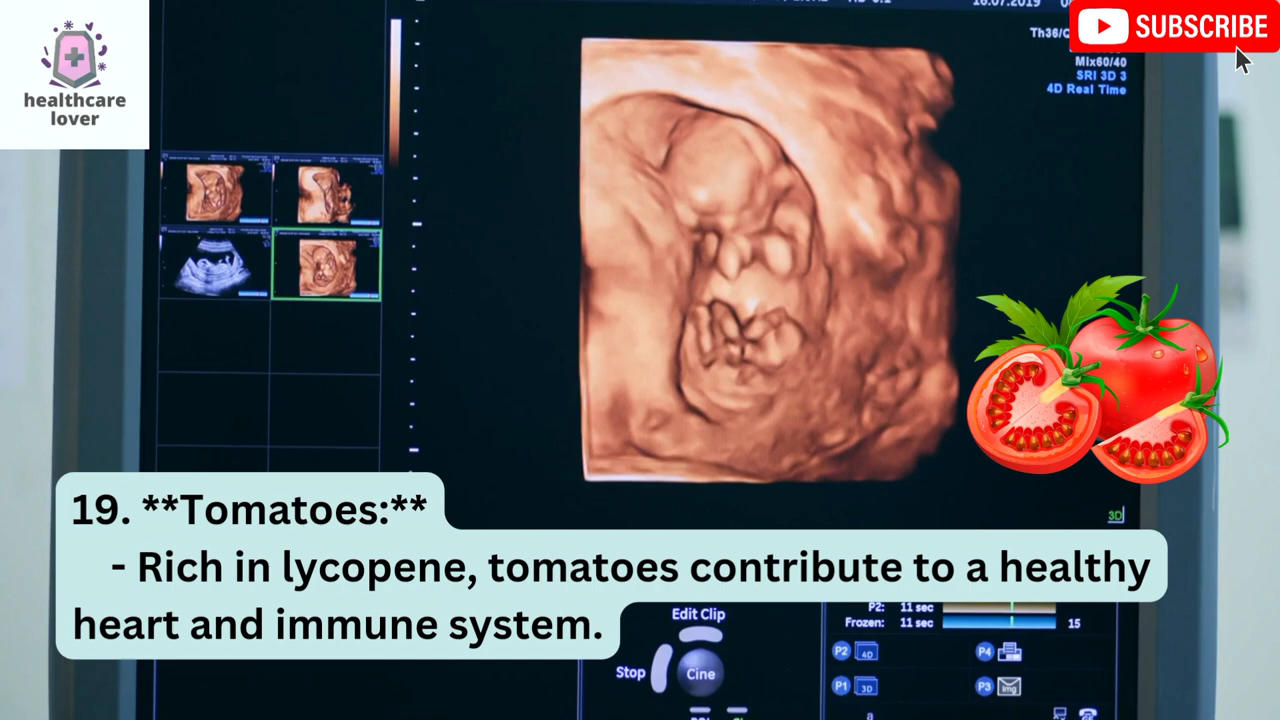 16.07.2019
SUBSCRIBE
Th36/Q
Mix60/40
SRI 3D 3
4D Real Time
healthcare
lover
3D
19. **Tomatoes:**
- Rich in lycopene, tomatoes contribute to a healthy
heart and immune system.
Edit Clip
Stop
Cine
P2: 11 sec
Frozen: 11 sec 15
P2 4D P4
P1 3D P3 Img